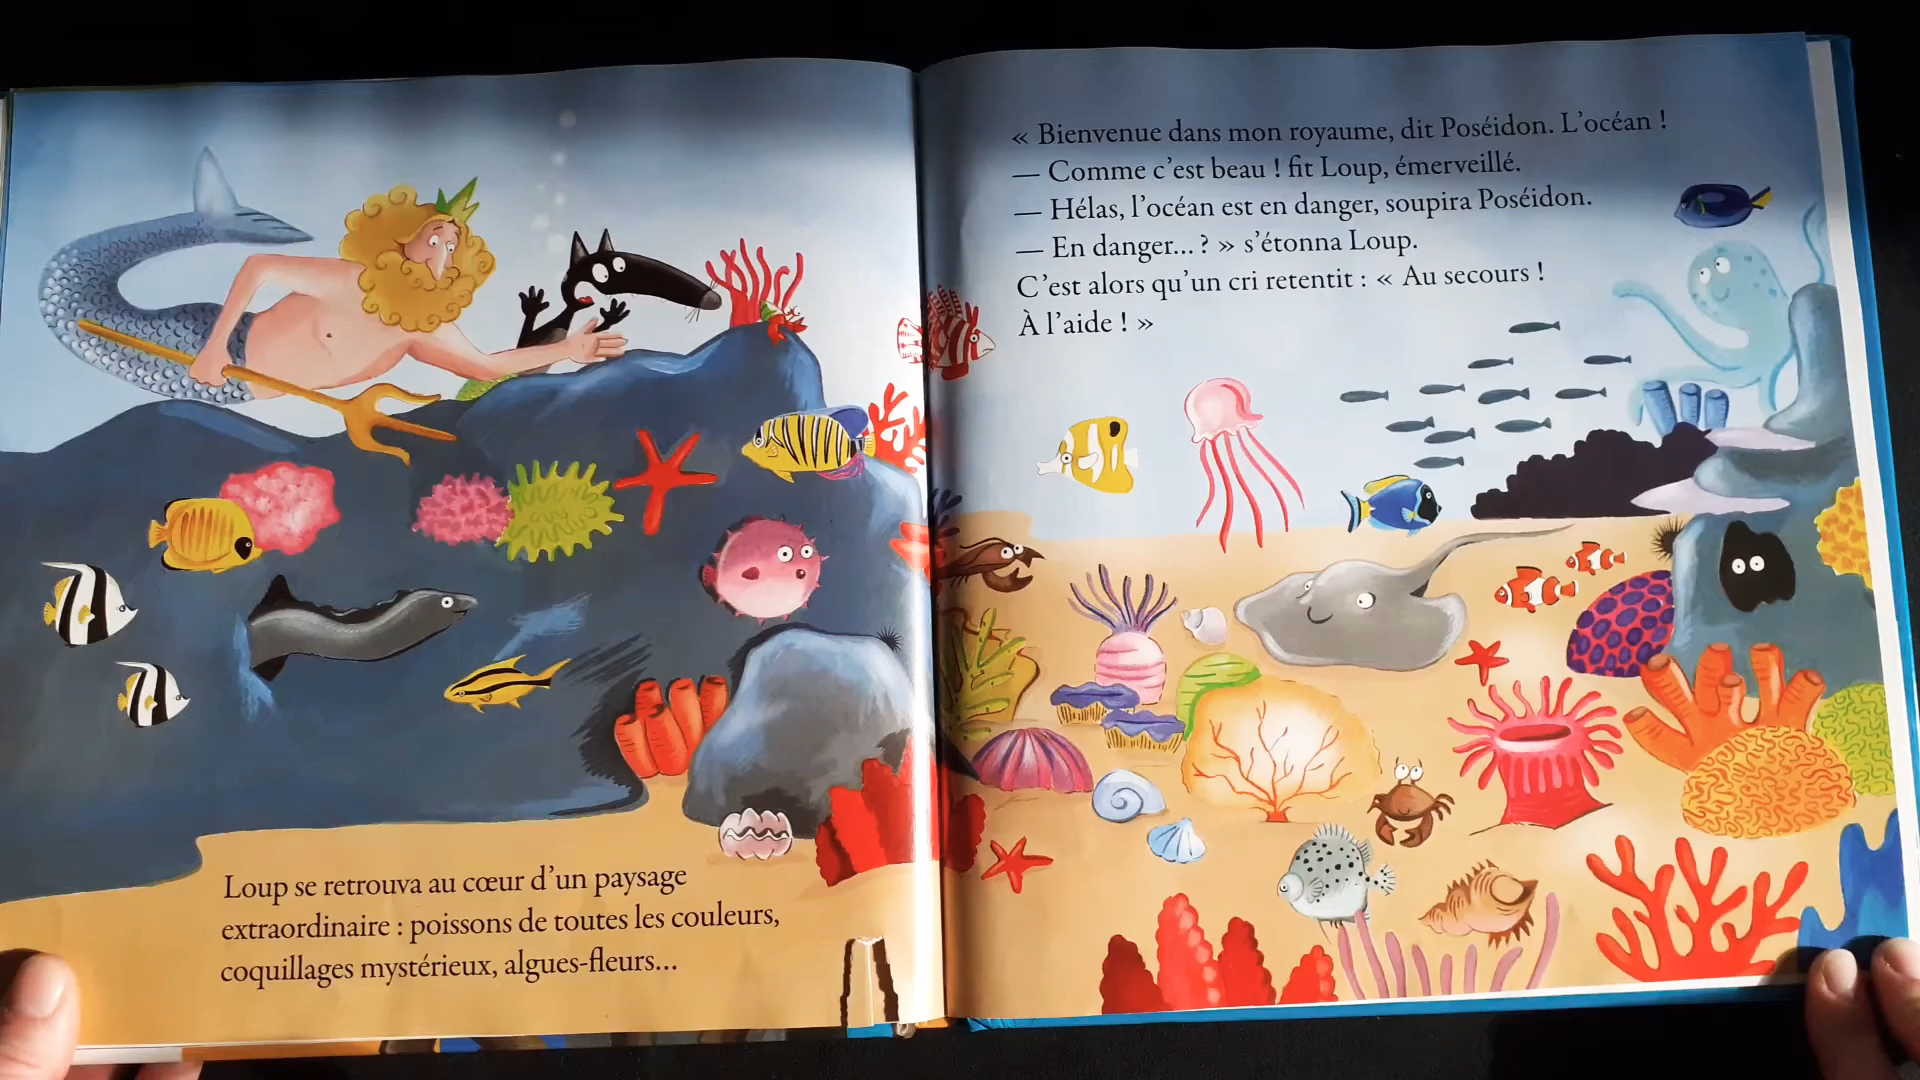 Loup se retrouva au cœur d'un paysage
extraordinaire : poissons de toutes les couleurs,
coquillages mystérieux, algues-fleurs...
« Bienvenue dans mon royaume, dit Poséidon. L'océan !
— Comme c'est beau ! fit Loup, émerveillé.
— Hélas, l'océan est en danger, soupira Poséidon.
— En danger... ? » s'étonna Loup.
C'est alors qu'un cri retentit : « Au secours !
À l'aide ! »